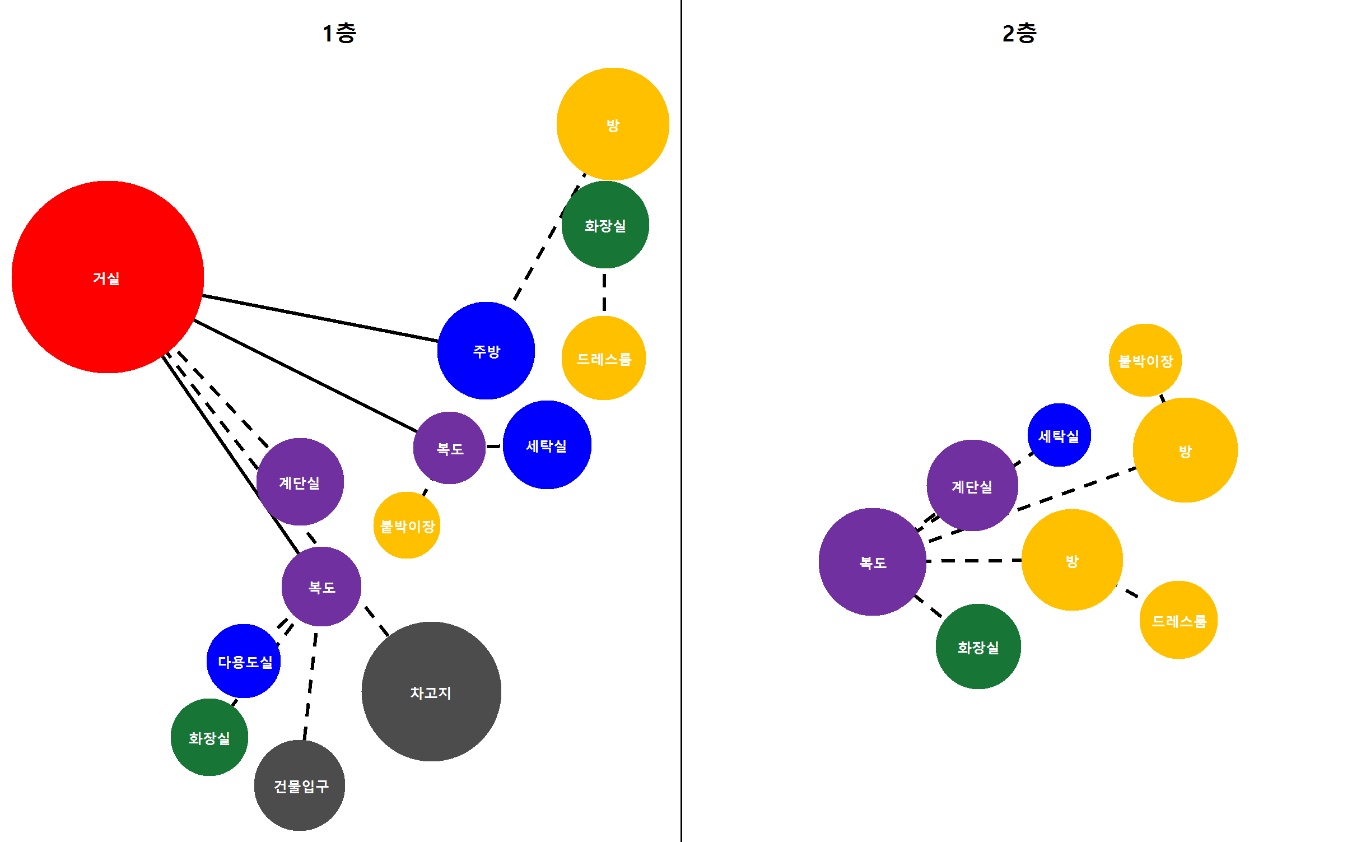 1층
방
화장실
거실
주방
드레스룸
복도
세탁실
계단실
붙박이장
복도
다용도실
차고지
화장실
건물입구
2층
붙박이장
세탁실
방
계단실
복도
방
드레스룸
화장실